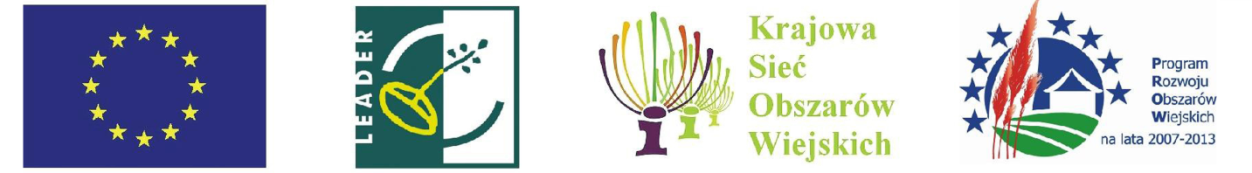 LEADER
Krajowa
Sieć
Obszarów
Wiejskich
Program
Rozwoju
Obszarów
Wiejskich
na lata 2007-2013